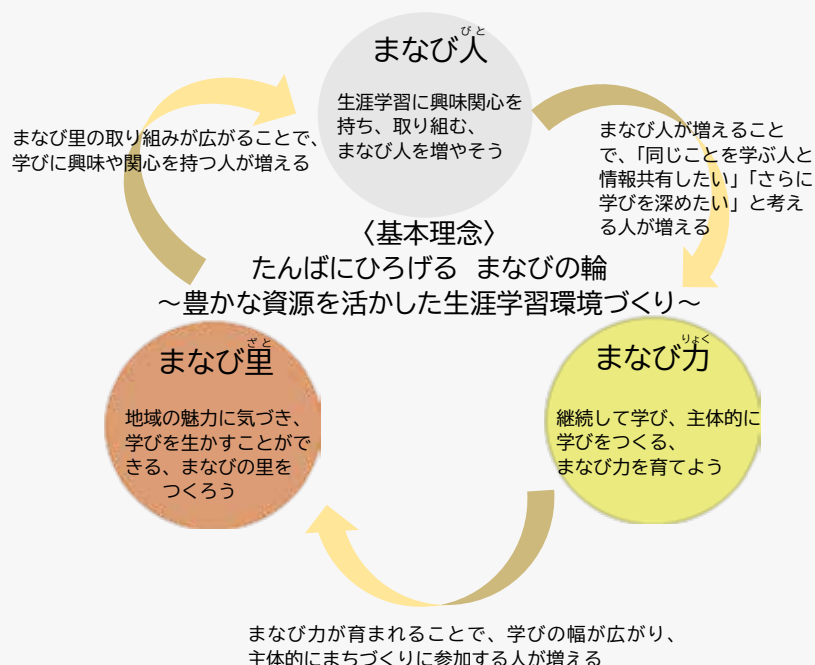 びと
まなび人
生涯学習に興味関心を
持ち、取り組む、
まなび人を増やそう
まなび里の取り組みが広がることで、
学びに興味や関心を持つ人が増える
まなび人が増えること
で、「同じことを学ぶ人と
情報共有したい」「さらに
学びを深めたい」と考え
る人が増える
〈基本理念〉
たんばにひろげる まなびの輪
～豊かな資源を活かした生涯学習環境づくり～
ざと
まなび里
地域の魅力に気づき、
学びを生かすことがで
きる、まなびの里を
つくろう
りょく
まなび力
継続して学び、主体的に
学びをつくる、
まなび力を育てよう
まなび力が育まれることで、学びの幅が広がり、
主体的にまちづくりに参加する人が増える